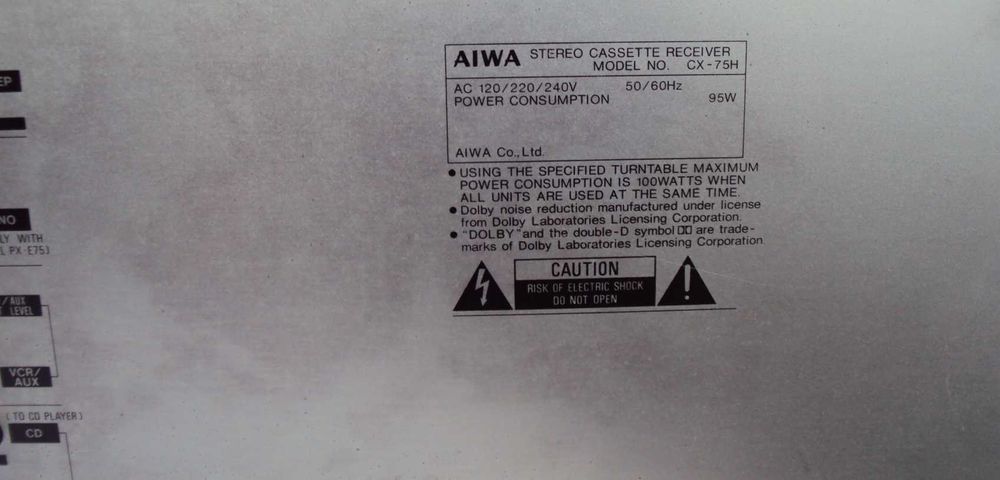 AIWA STEREO CASSETTE RECEIVER
MODEL NO. CX-75H
AC 120/220/240V 50/60Hz
POWER CONSUMPTION 95W
AIWA Co., Ltd.
● USING THE SPECIFIED TURNTABLE MAXIMUM
POWER CONSUMPTION IS 100WATTS WHEN
ALL UNITS ARE USED AT THE SAME TIME.
● Dolby noise reduction manufactured under license
from Dolby Laboratories Licensing Corporation.
● "DOLBY" and the double-D symbol are trade-
marks of Dolby Laboratories Licensing Corporation.
CAUTION
RISK OF ELECTRIC SHOCK
DO NOT OPEN
EP
NO
LY WITH
L PX-E75)
/AUX
T LEVEL
VCR/
AUX
(TO CD PLAYER)
CD